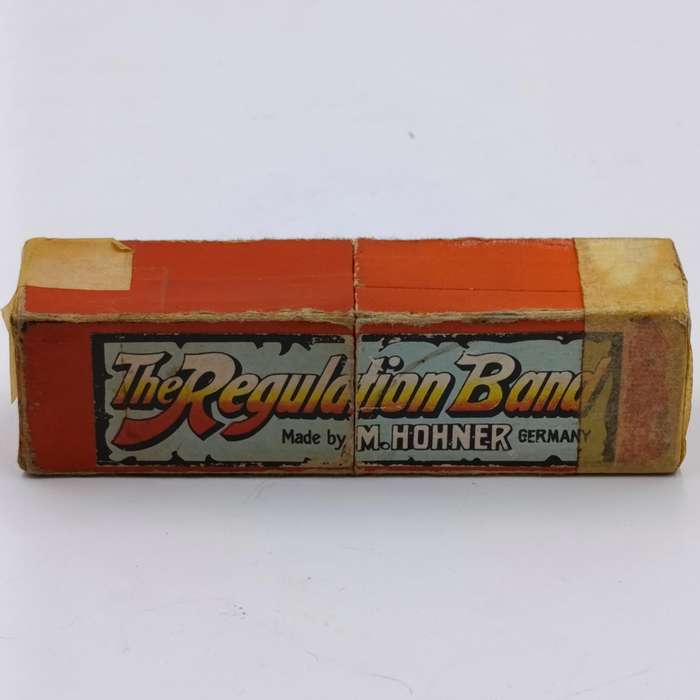 The Regulation Band
Made by M. HOHNER GERMANY